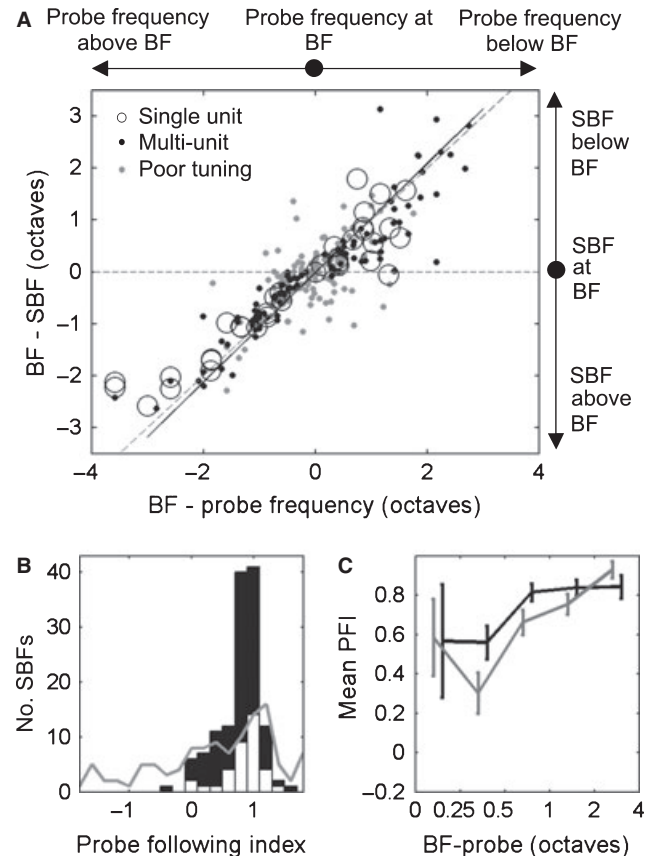 A
Probe frequency
above BF
Probe frequency at
BF
Probe frequency
below BF
3
2
1
0
−1
−2
−3
BF - SBF (octaves)
Single unit
Multi-unit
Poor tuning
SBF
below
BF
SBF
at
BF
SBF
above
BF
−4
−2
0
2
4
BF - probe frequency (octaves)
B
40
30
20
10
0
No. SBFs
−1
0
1
Probe following index
C
0.8
0.6
0.4
0.2
0
−0.2
Mean PFI
0 0.25 0.5 1 2 4
BF-probe (octaves)